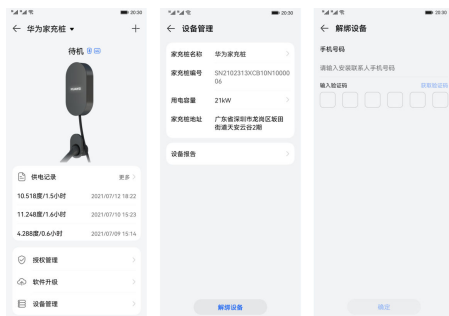 20:30
← 华为家充桩 ▾ +
待机
HUAWEI
供电记录 更多 >
10.518度/1.5小时 2021/07/12 18:22
11.248度/1.6小时 2021/07/10 15:23
4.288度/0.6小时 2021/07/09 15:14
授权管理 >
软件升级 >
设备管理 >
20:30
← 设备管理
家充桩名称 华为家充桩 >
家充桩编号 SN2102313XCB10N10000
06
用电容量 21kW >
家充桩地址 广东省深圳市龙岗区坂田
街道天安云谷2期
设备报告 >
解绑设备
20:30
← 解绑设备
手机号码
请输入安装联系人手机号码
输入验证码 获取验证码
确定